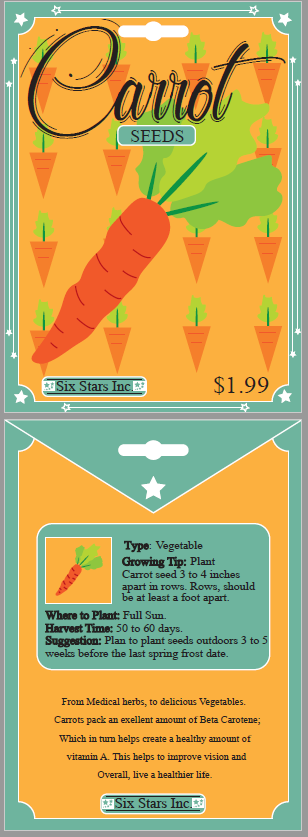 Carrot
SEEDS
Six Stars Inc.
$1.99
Type: Vegetable
Growing Tip: Plant
Carrot seed 3 to 4 inches
apart in rows. Rows, should
be at least a foot apart.
Where to Plant: Full Sun.
Harvest Time: 50 to 60 days.
Suggestion: Plan to plant seeds outdoors 3 to 5
weeks before the last spring frost date.
From Medical herbs, to delicious Vegetables.
Carrots pack an exellent amount of Beta Carotene;
Which in turn helps create a healthy amount of
vitamin A. This helps to improve vision and
Overall, live a healthier life.
Six Stars Inc.